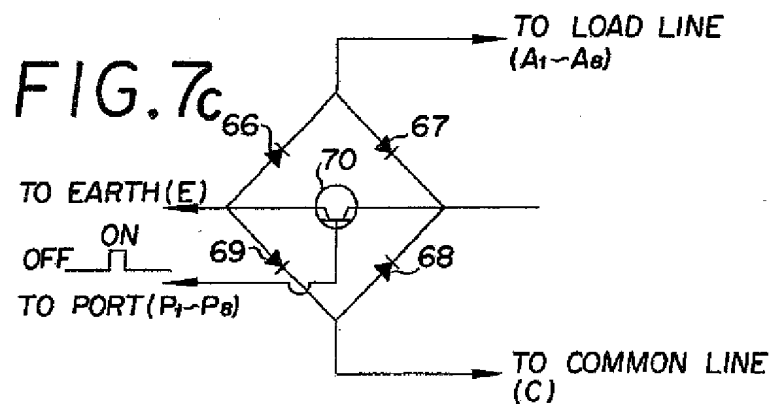 TO LOAD LINE
(A1~A8)
FIG.7c
66
67
70
TO EARTH(E)
ON
OFF
69
68
TO PORT(P1~P8)
TO COMMON LINE
(C)